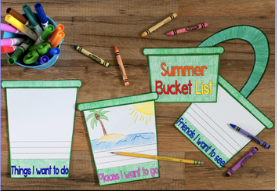 Summer
Bucket List
Things I want to do
Places I want to go
Friends I want to see